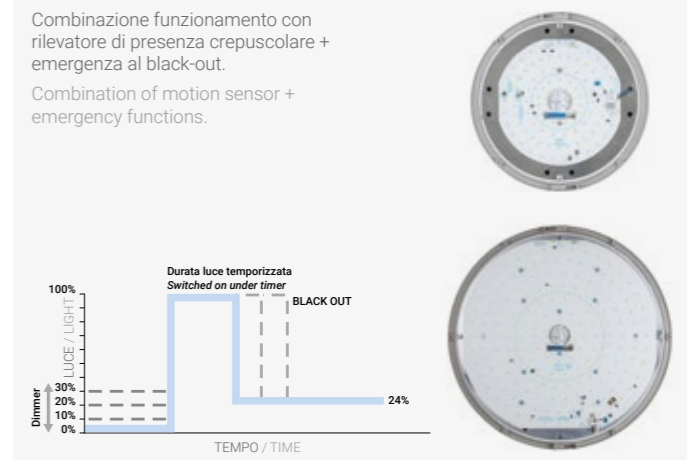 Combinazione funzionamento con
rilevatore di presenza crepuscolare +
emergenza al black-out.
Combination of motion sensor +
emergency functions.
Durata luce temporizzata
Switched on under timer
BLACK OUT
100%
LUCE / LIGHT
30%
20%
10%
0%
Dimmer
24%
TEMPO / TIME